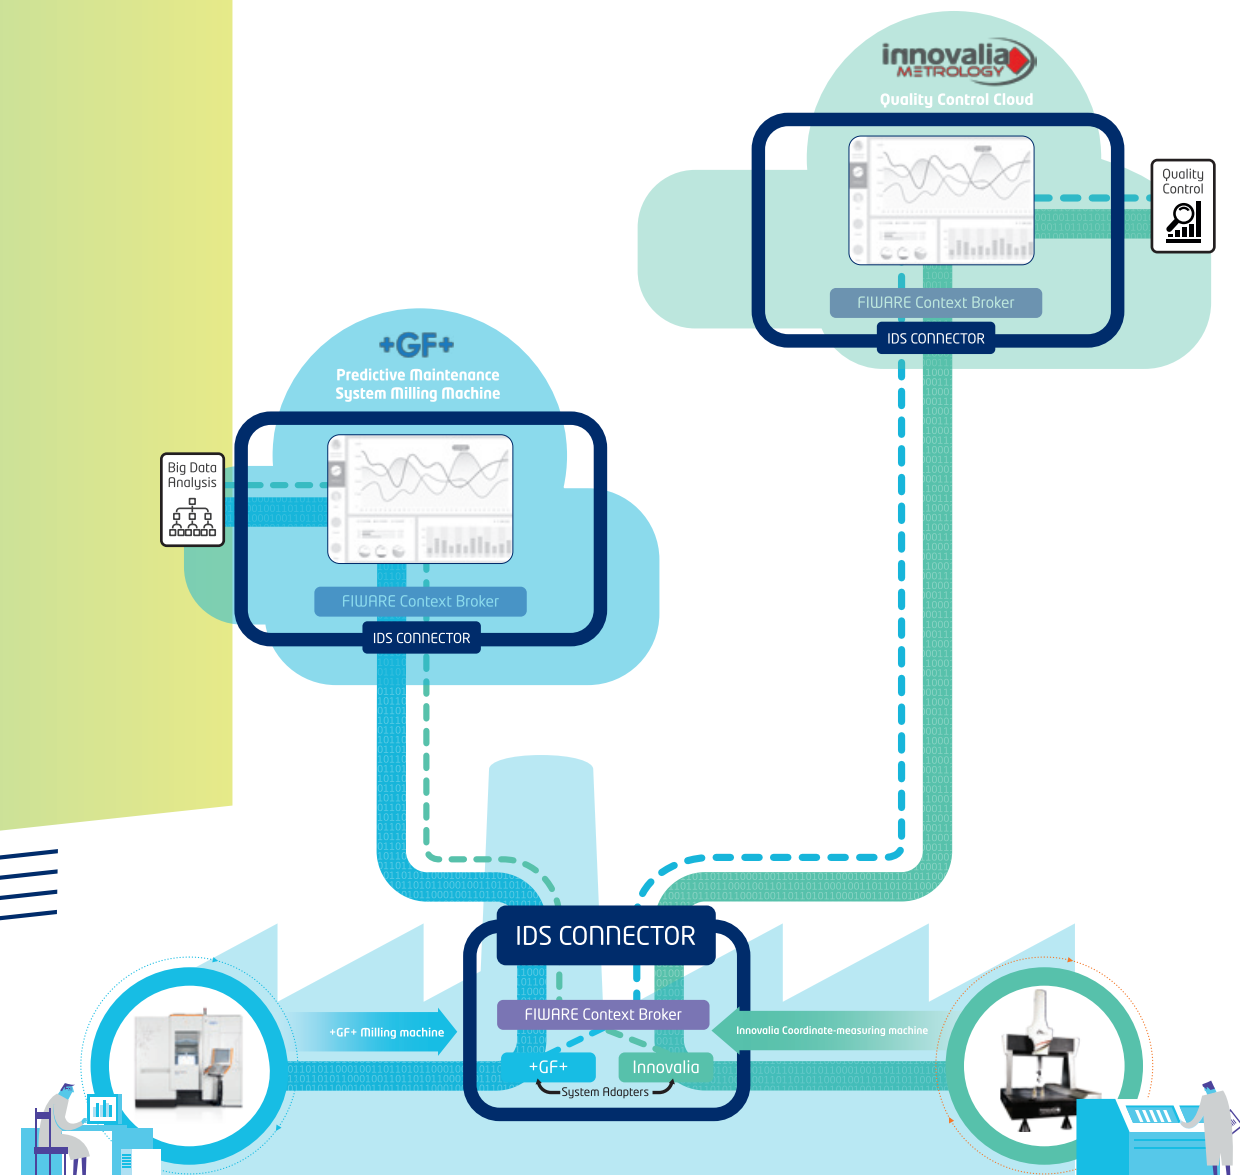 innovalia
METROLOGY
Quality Control Cloud
Quality
Control
FIWARE Context Broker
IDS CONNECTOR
+GF+
Predictive Maintenance
System Milling Machine
Big Data
Analysis
FIWARE Context Broker
IDS CONNECTOR
IDS CONNECTOR
FIWARE Context Broker
+GF+ Milling machine
Innovalia Coordinate-measuring machine
+GF+
Innovalia
System Adapters